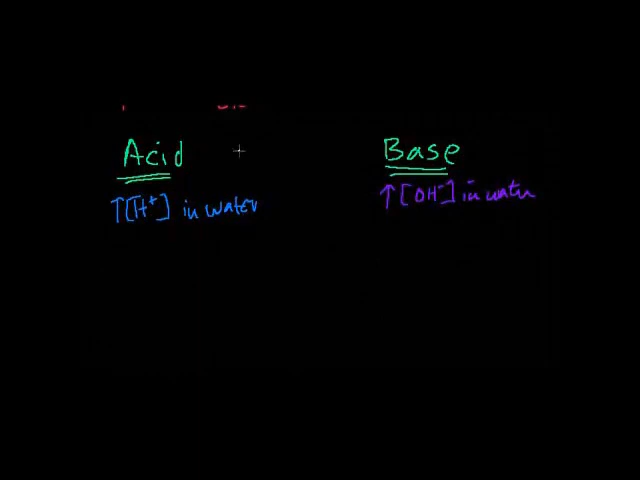 Acid Base
↑[H⁺] in water ↑[OH⁻] in water